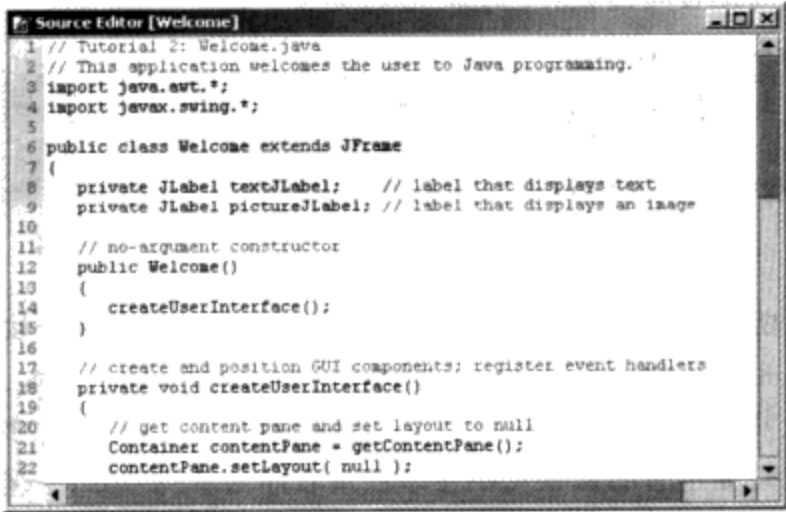 Source Editor [Welcome]
1 // Tutorial 2: Welcome.java
2 // This application welcomes the user to Java programming.
3 import java.awt.*;
4 import javax.swing.*;
5
6 public class Welcome extends JFrame
7 {
8 private JLabel textJLabel; // label that displays text
9 private JLabel pictureJLabel; // label that displays an image
10
11 // no-argument constructor
12 public Welcome()
13 {
14 createUserInterface();
15 }
16
17 // create and position GUI components; register event handlers
18 private void createUserInterface()
19 {
20 // get content pane and set layout to null
21 Container contentPane = getContentPane();
22 contentPane.setLayout( null );